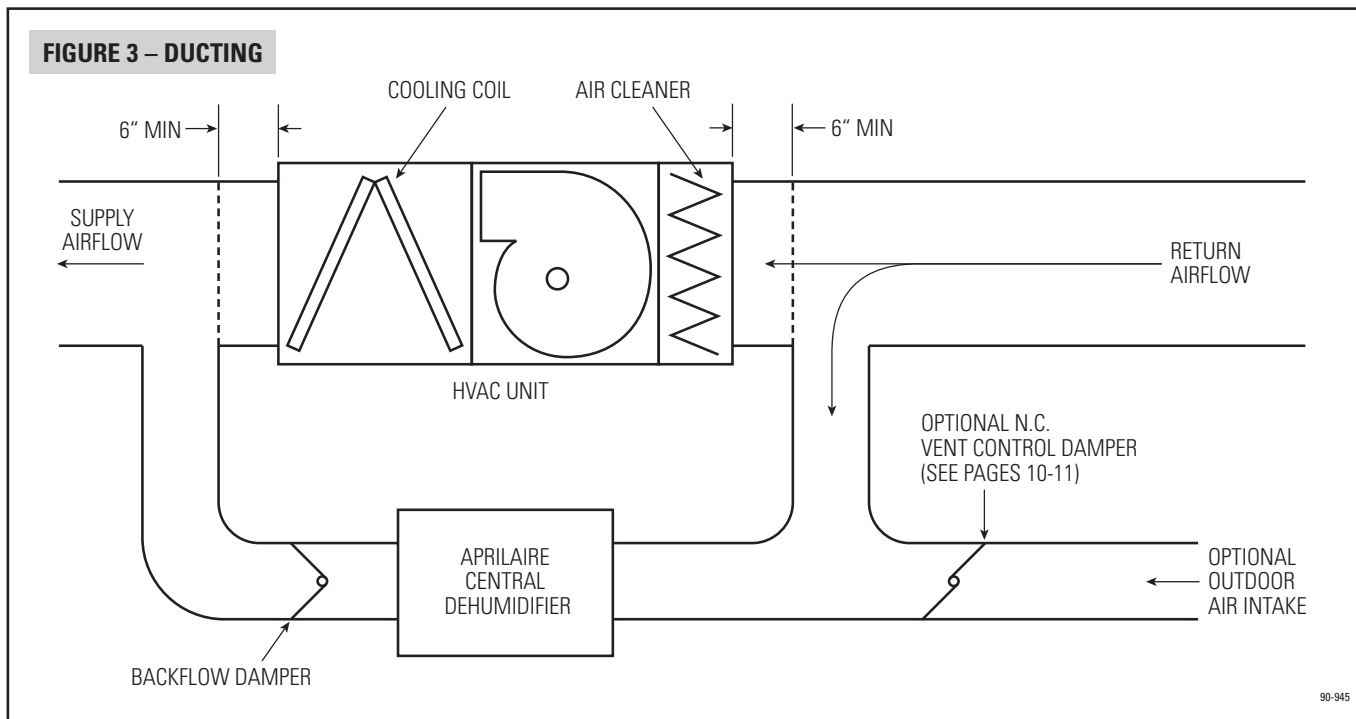 FIGURE 3 – DUCTING
COOLING COIL
AIR CLEANER
6“ MIN
6“ MIN
SUPPLY
AIRFLOW
RETURN
AIRFLOW
HVAC UNIT
OPTIONAL N.C.
VENT CONTROL DAMPER
(SEE PAGES 10-11)
APRILAIRE
CENTRAL
DEHUMIDIFIER
OPTIONAL
OUTDOOR
AIR INTAKE
BACKFLOW DAMPER
90-945